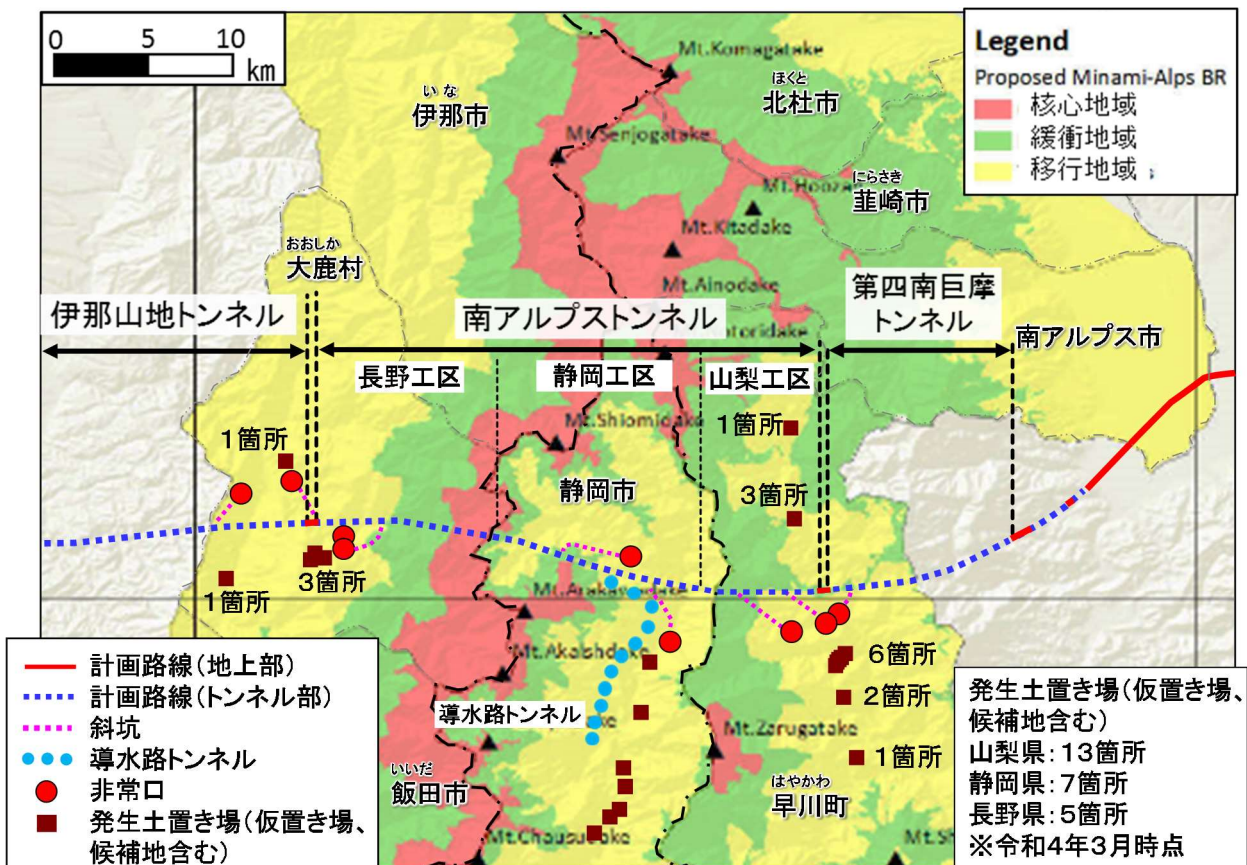 0 5 10
km
Legend
Proposed Minami-Alps BR
核心地域
緩衝地域
移行地域
Mt.Komagatake
いな
伊那市
ほくと
北杜市
Mt.Senjogatake
Mt.Hoozan
にらさき
韮崎市
Mt.Kitadake
おおしか
大鹿村
Mt.Ainodake
伊那山地トンネル
南アルプストンネル
第四南巨摩
トンネル
otoridake
南アルプス市
長野工区
静岡工区
山梨工区
Mt.Shiomidake
1箇所
1箇所
静岡市
3箇所
1箇所
3箇所
Mt.Arakawadake
Mt.Akaishdake
6箇所
2箇所
導水路トンネル
Mt.Zarugatake
1箇所
いいだ
飯田市
はやかわ
早川町
Mt.Chausudake
計画路線(地上部)
計画路線(トンネル部)
斜坑
導水路トンネル
非常口
発生土置き場(仮置き場、
候補地含む)
発生土置き場(仮置き場、
候補地含む)
山梨県:13箇所
静岡県:7箇所
長野県:5箇所
※令和4年3月時点